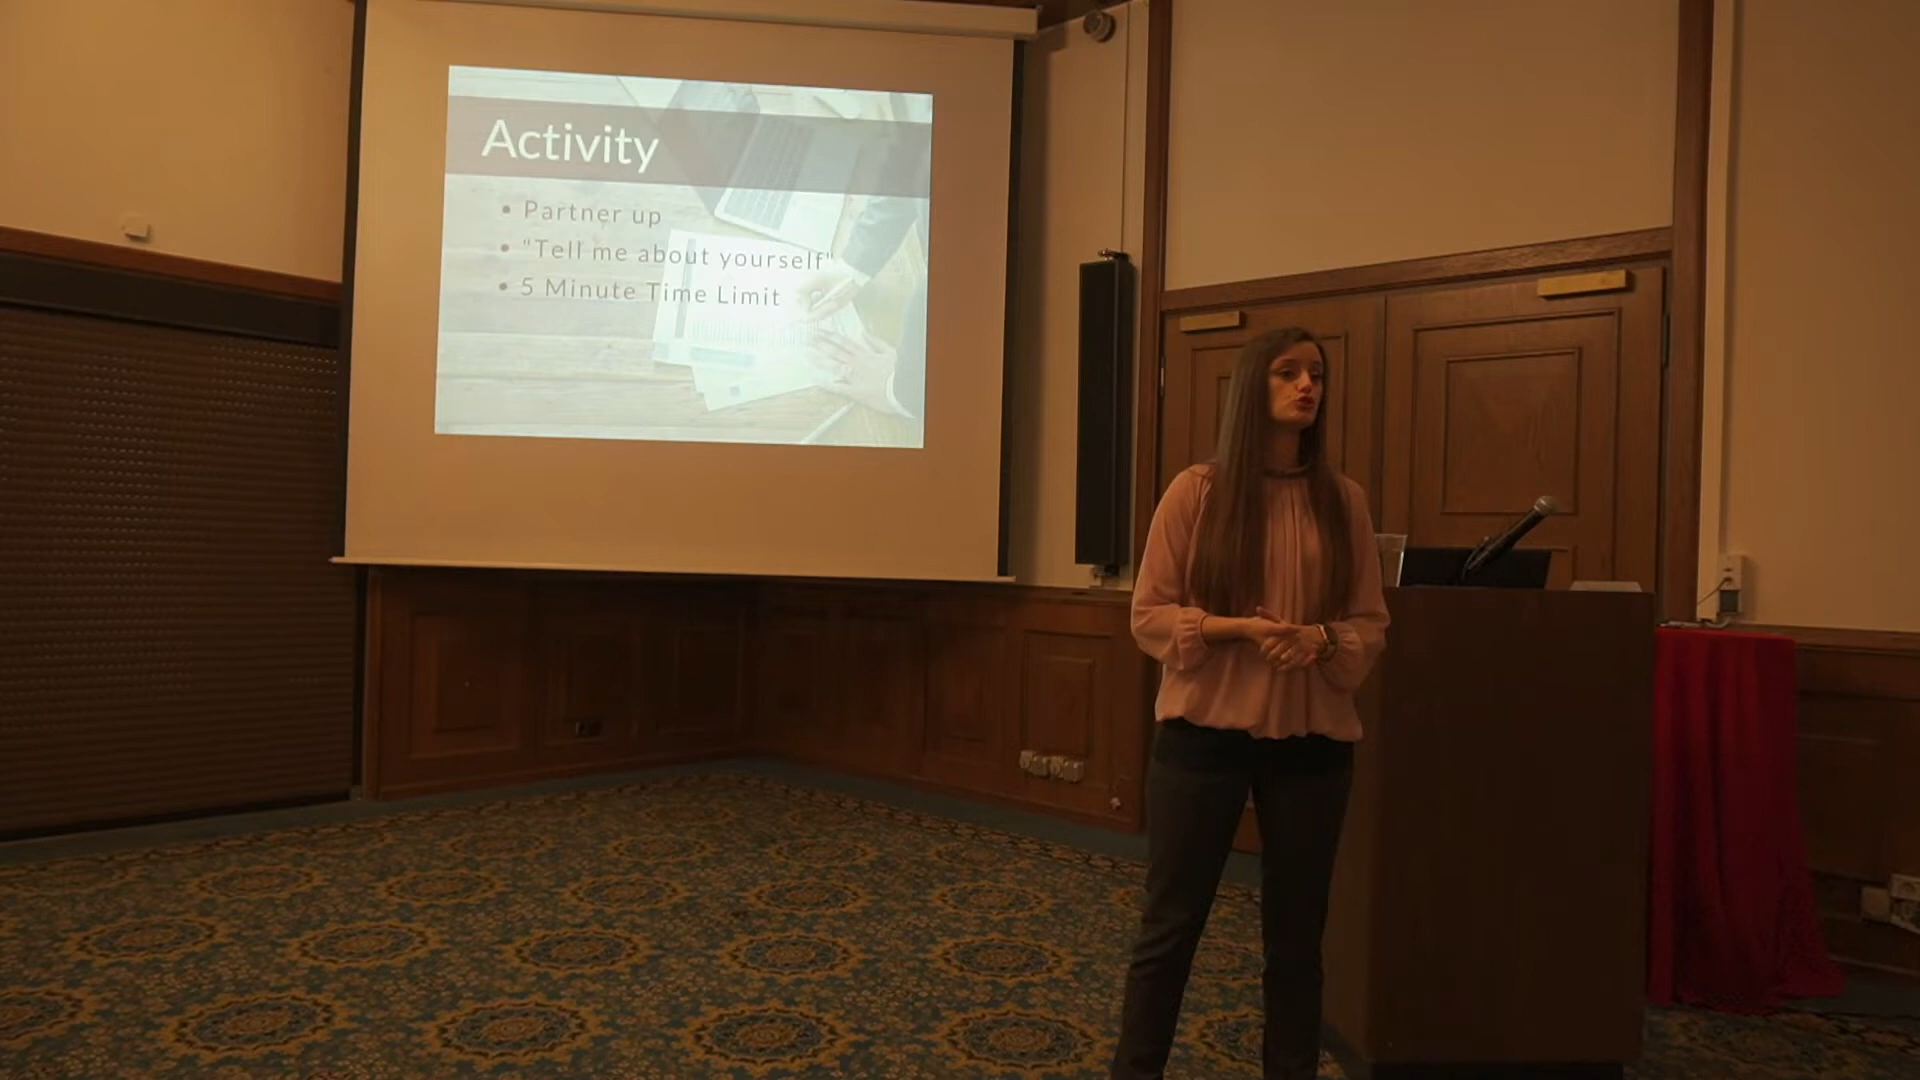 Activity
• Partner up
• "Tell me about yourself"
• 5 Minute Time Limit